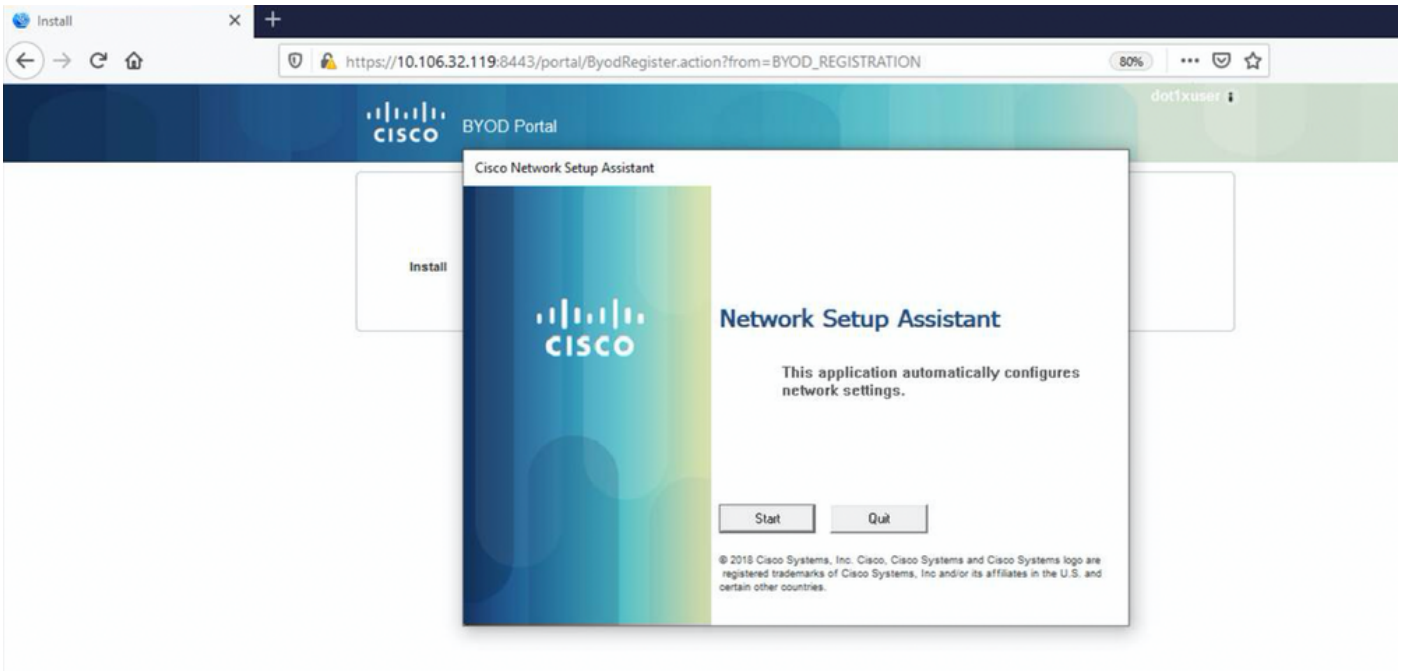 Install
https://10.106.32.119:8443/portal/ByodRegister.action?from=BYOD_REGISTRATION
80%
dot1xuser
CISCO
BYOD Portal
Cisco Network Setup Assistant
Install
CISCO
Network Setup Assistant
This application automatically configures
network settings.
Start
Quit
© 2018 Cisco Systems, Inc. Cisco, Cisco Systems and Cisco Systems logo are
registered trademarks of Cisco Systems, Inc and/or its affiliates in the U.S. and
certain other countries.